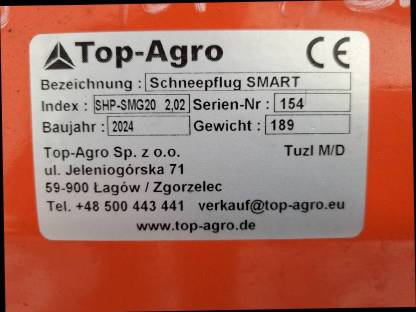 Top-Agro CE
Bezeichnung : Schneepflug SMART
Index : SHP-SMG20 2,02 Serien-Nr : 154
Baujahr : 2024 Gewicht : 189
Top-Agro Sp. z o.o. Tuzl M/D
ul. Jeleniogórska 71
59-900 Łagów / Zgorzelec
Tel. +48 500 443 441 verkauf@top-agro.eu
www.top-agro.de